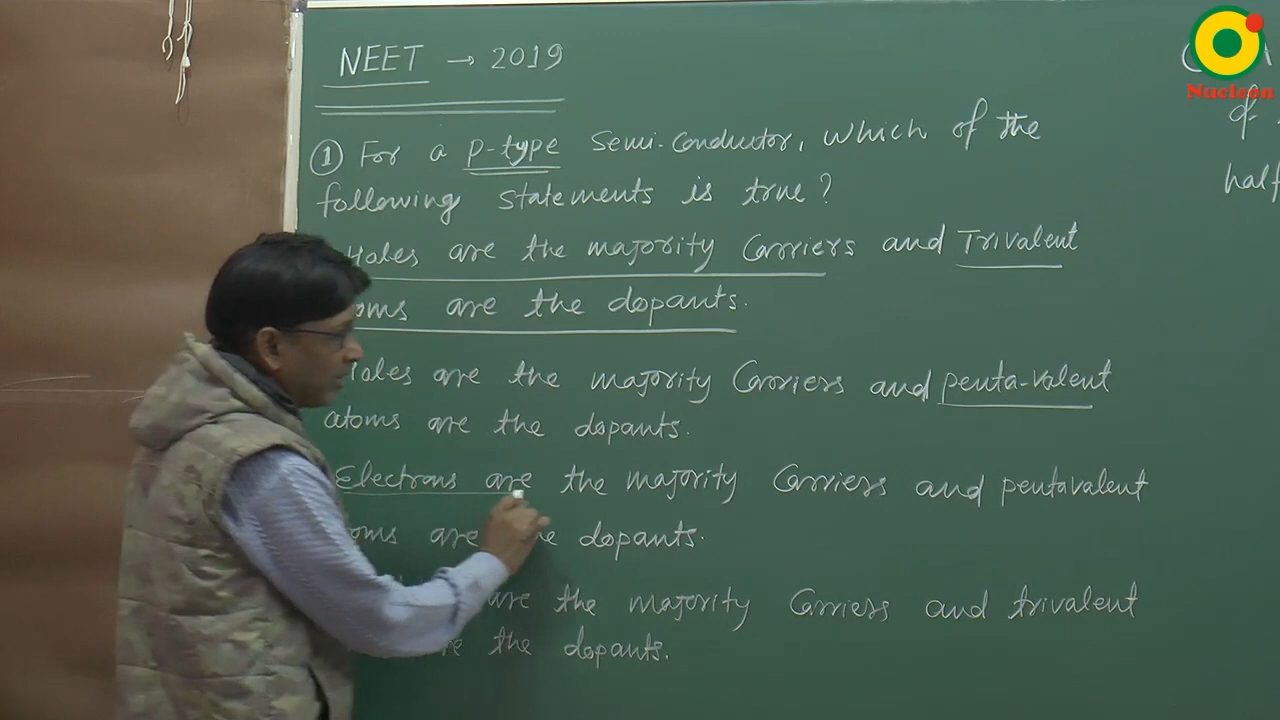 NEET → 2019
① For a p-type Semi-Conductor, which of the
following statements is true?
Holes are the majority Carriers and Trivalent
oms are the dopants.
Holes are the majority Carriers and penta-valent
atoms are the dopants.
Electrons are the majority Carriers and pentavalent
oms are dopants.
are the majority Carriers and trivalent
the dopants.
of
half
Nucleon